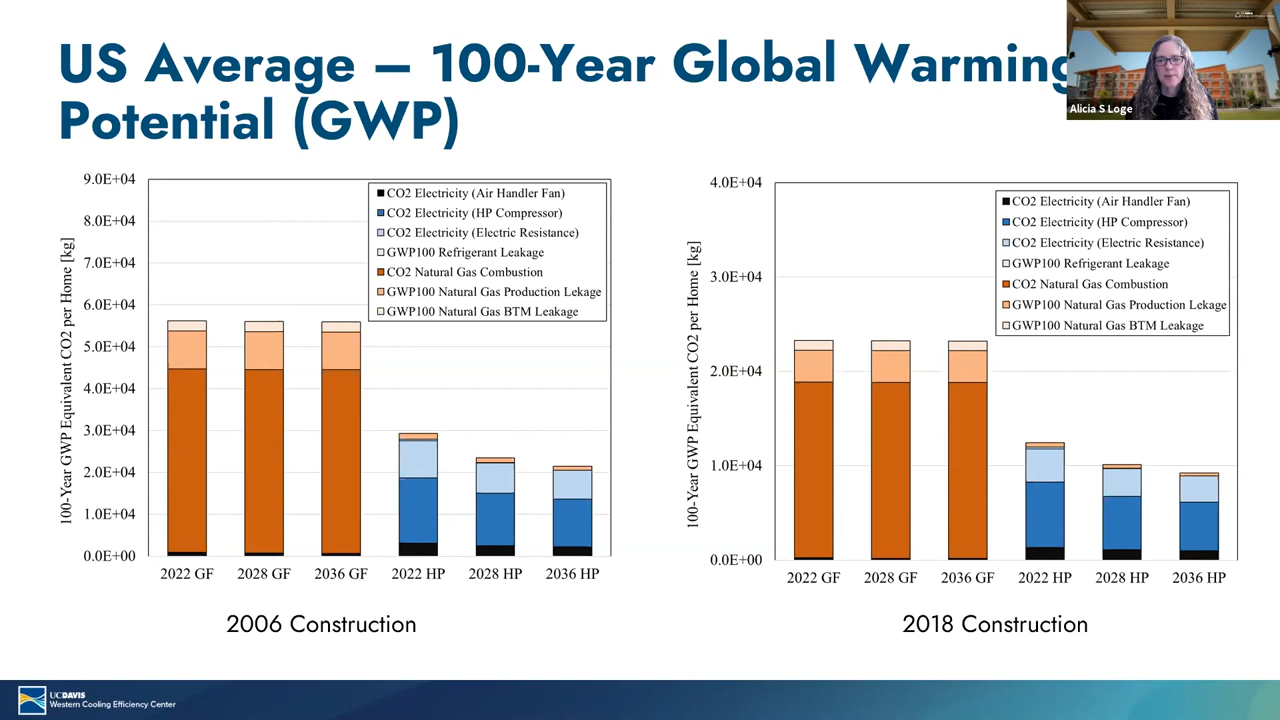 US Average – 100-Year Global Warming
Potential (GWP)
UCDAVIS
Alicia S Loge
100-Year GWP Equivalent CO2 per Home [kg]
9.0E+04
8.0E+04
7.0E+04
6.0E+04
5.0E+04
4.0E+04
3.0E+04
2.0E+04
1.0E+04
0.0E+00
CO2 Electricity (Air Handler Fan)
CO2 Electricity (HP Compressor)
CO2 Electricity (Electric Resistance)
GWP100 Refrigerant Leakage
CO2 Natural Gas Combustion
GWP100 Natural Gas Production Lekage
GWP100 Natural Gas BTM Leakage
2022 GF 2028 GF 2036 GF 2022 HP 2028 HP 2036 HP
2006 Construction
100-Year GWP Equivalent CO2 per Home [kg]
4.0E+04
3.0E+04
2.0E+04
1.0E+04
0.0E+00
CO2 Electricity (Air Handler Fan)
CO2 Electricity (HP Compressor)
CO2 Electricity (Electric Resistance)
GWP100 Refrigerant Leakage
CO2 Natural Gas Combustion
GWP100 Natural Gas Production Lekage
GWP100 Natural Gas BTM Leakage
2022 GF 2028 GF 2036 GF 2022 HP 2028 HP 2036 HP
2018 Construction
UCDAVIS
Western Cooling Efficiency Center